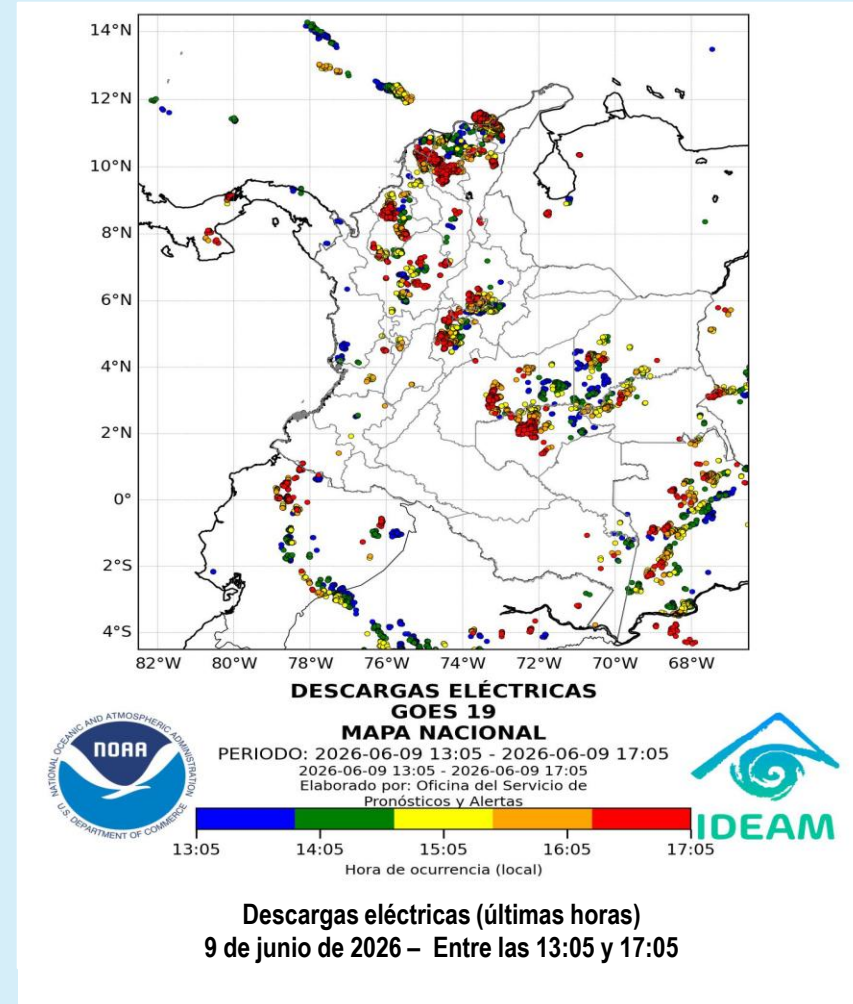 14°N
12°N
10°N
8°N
6°N
4°N
2°N
0°
2°S
4°S
82°W 80°W 78°W 76°W 74°W 72°W 70°W 68°W
DESCARGAS ELÉCTRICAS
GOES 19
MAPA NACIONAL
PERIODO: 2026-06-09 13:05 - 2026-06-09 17:05
2026-06-09 13:05 - 2026-06-09 17:05
Elaborado por: Oficina del Servicio de
Pronósticos y Alertas
NATIONAL OCEANIC AND ATMOSPHERIC ADMINISTRATION
NOAA
U.S. DEPARTMENT OF COMMERCE
IDEAM
13:05 14:05 15:05 16:05 17:05
Hora de ocurrencia (local)
Descargas eléctricas (últimas horas)
9 de junio de 2026 – Entre las 13:05 y 17:05